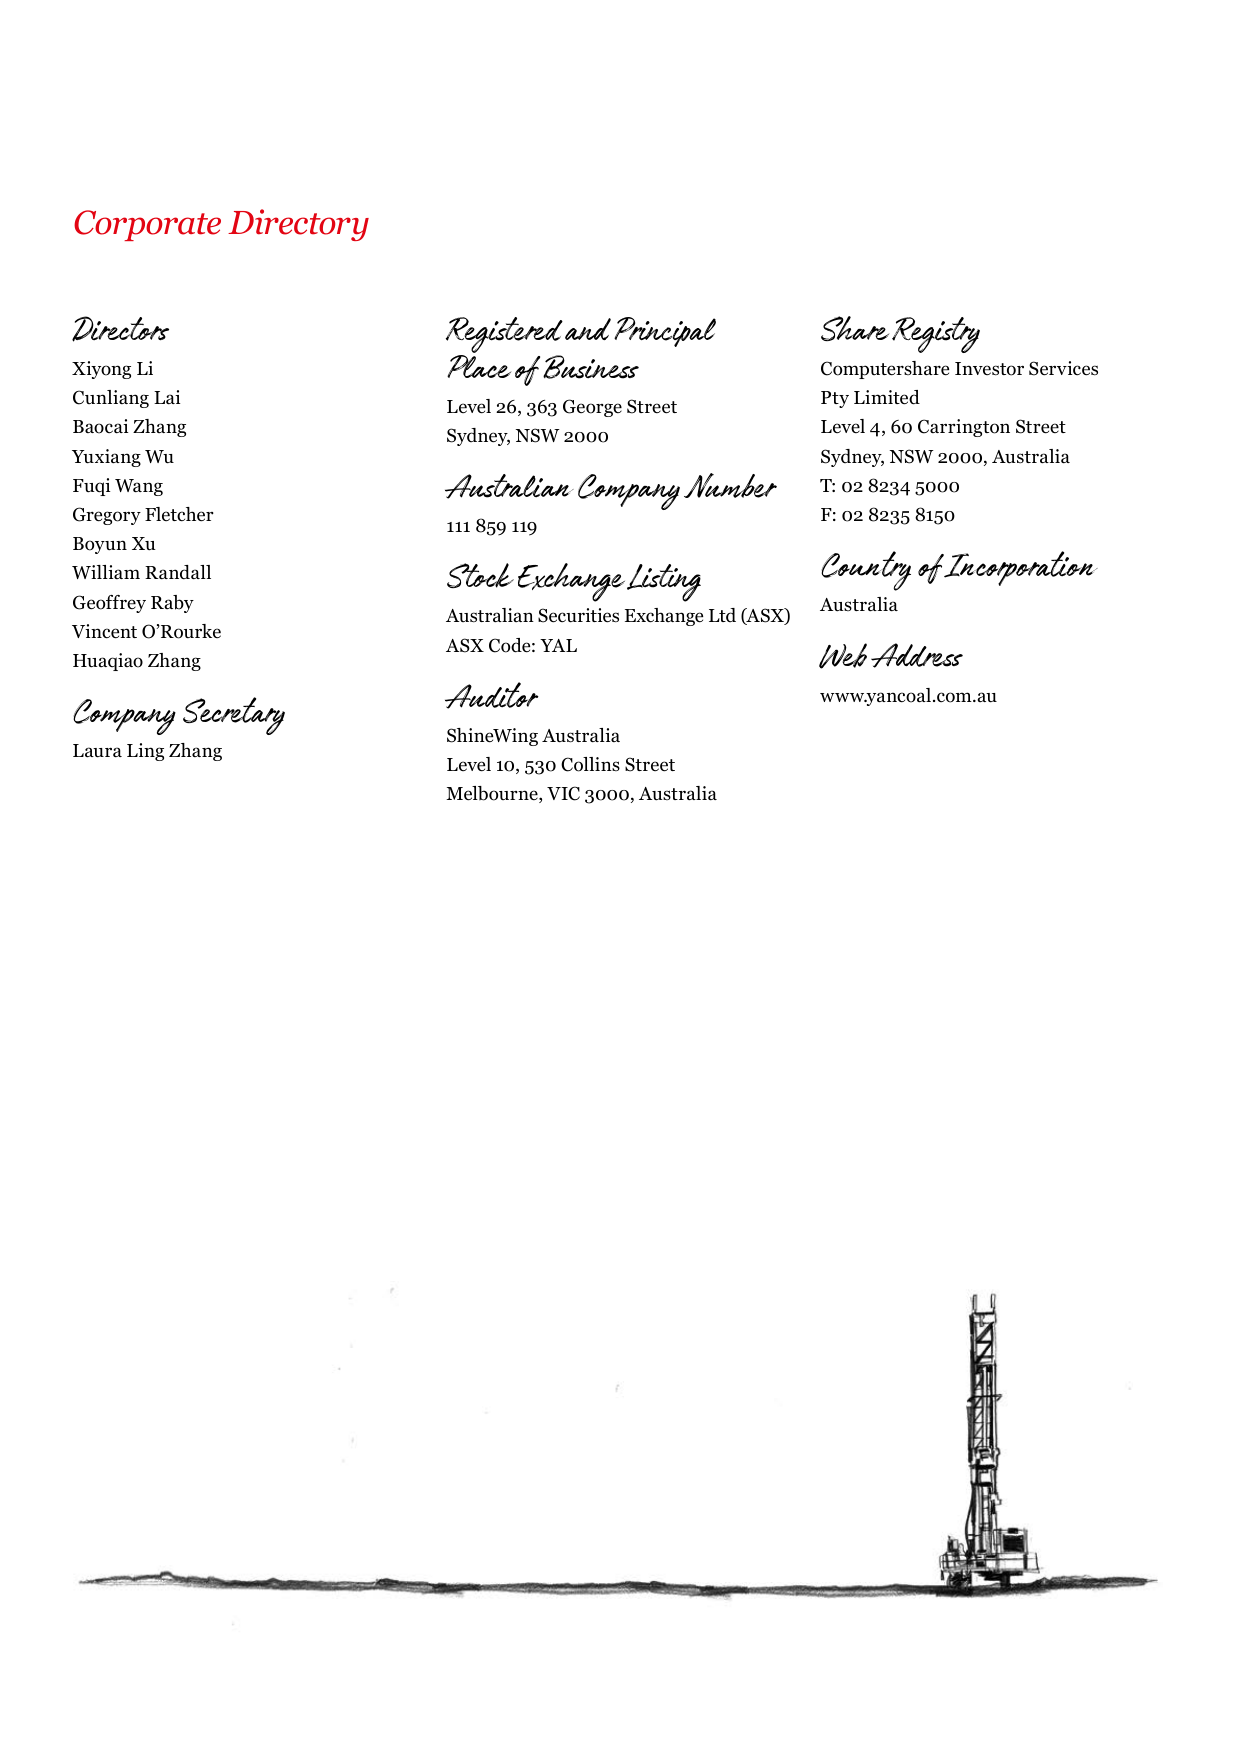 Corporate Directory
Directors
Xiyong Li
Cunliang Lai
Baocai Zhang
Yuxiang Wu
Fuqi Wang
Gregory Fletcher
Boyun Xu
William Randall
Geoffrey Raby
Vincent O’Rourke
Huaqiao Zhang
Company Secretary
Laura Ling Zhang
Registered and Principal
Place of Business
Level 26, 363 George Street
Sydney, NSW 2000
Australian Company Number
111 859 119
Stock Exchange Listing
Australian Securities Exchange Ltd (ASX)
ASX Code: YAL
Auditor
ShineWing Australia
Level 10, 530 Collins Street
Melbourne, VIC 3000, Australia
Share Registry
Computershare Investor Services
Pty Limited
Level 4, 60 Carrington Street
Sydney, NSW 2000, Australia
T: 02 8234 5000
F: 02 8235 8150
Country of Incorporation
Australia
Web Address
www.yancoal.com.au